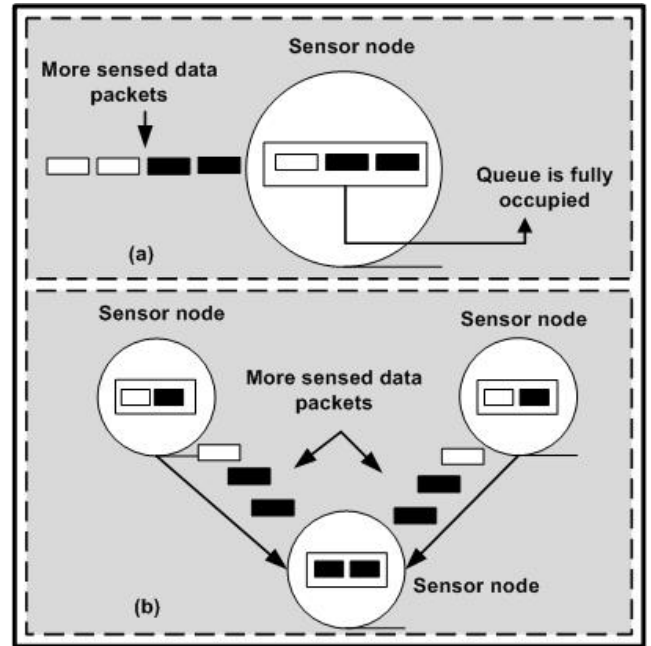 Sensor node
More sensed data
packets
Queue is fully
occupied
(a)
Sensor node
Sensor node
More sensed data
packets
Sensor node
(b)